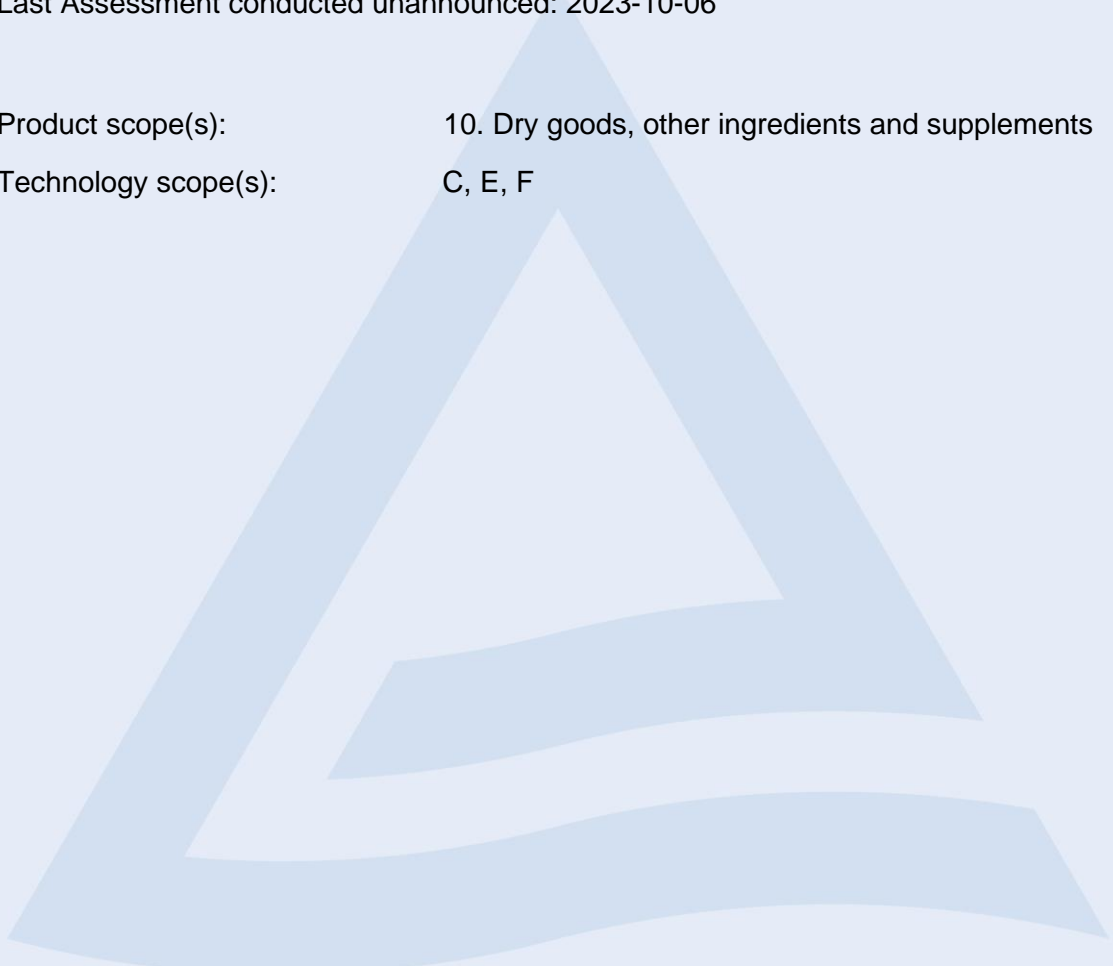 Last Assessment conducted unannounced: 2023-10-06
Product scope(s): 10. Dry goods, other ingredients and supplements
Technology scope(s): C, E, F